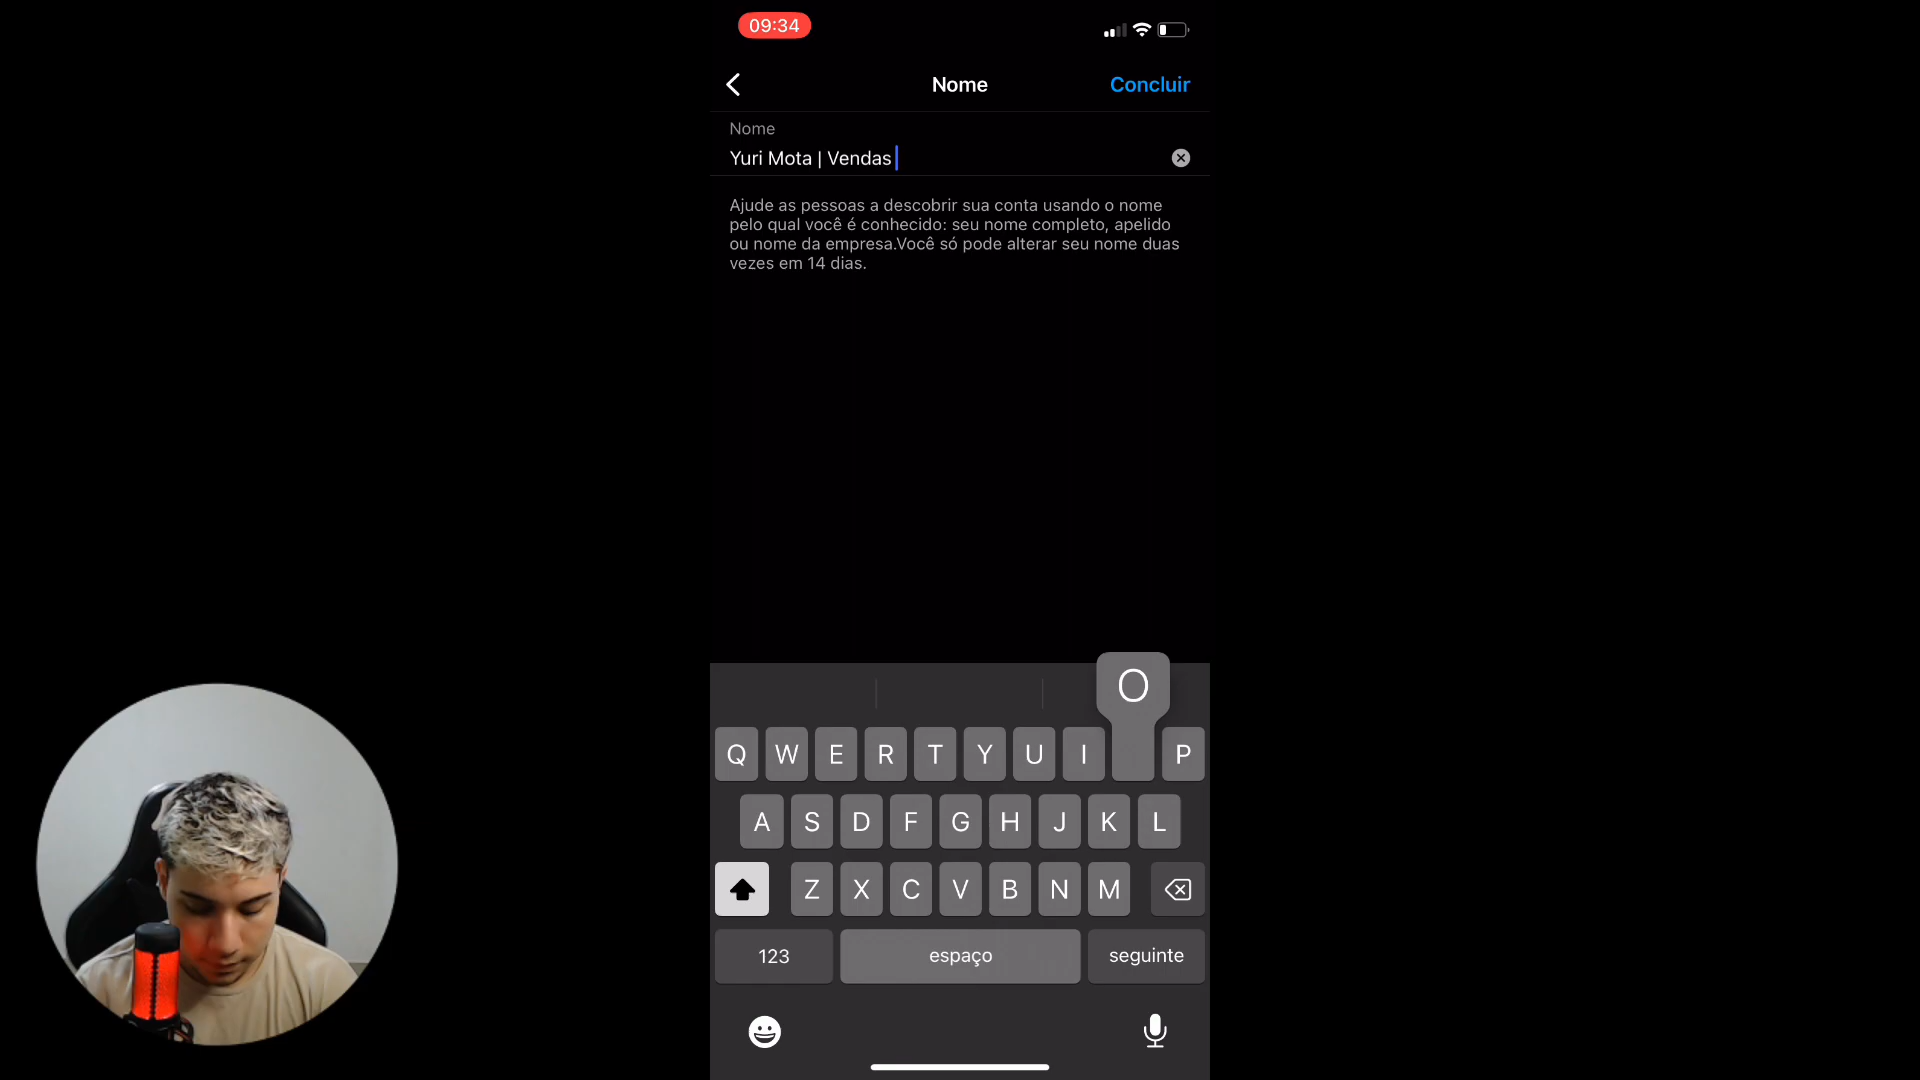 09:34
Nome
Concluir
Nome
Yuri Mota | Vendas
Ajude as pessoas a descobrir sua conta usando o nome
pelo qual você é conhecido: seu nome completo, apelido
ou nome da empresa.Você só pode alterar seu nome duas
vezes em 14 dias.
O
Q W E R T Y U I P
A S D F G H J K L
Z X C V B N M
123 espaço seguinte